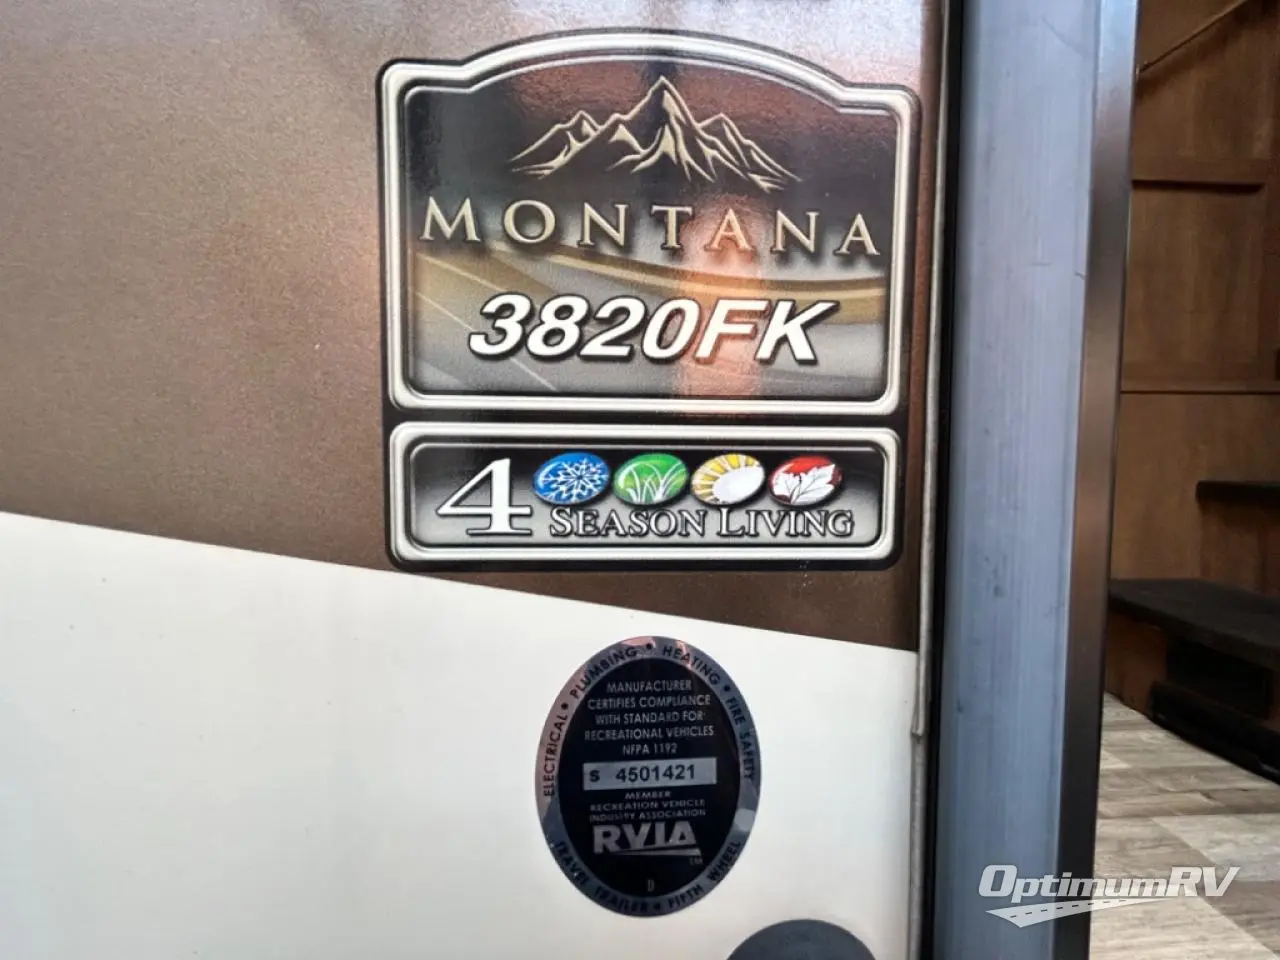 MONTANA
3820FK
4 SEASON LIVING
ELECTRICAL • PLUMBING • HEATING • FIRE SAFETY
MANUFACTURER
CERTIFIES COMPLIANCE
WITH STANDARD FOR
RECREATIONAL VEHICLES
NFPA 1192
S 4501421
MEMBER
RECREATION VEHICLE
INDUSTRY ASSOCIATION
RVIA
TM
D
TRAVEL TRAILER • FIFTH WHEEL
OptimumRV